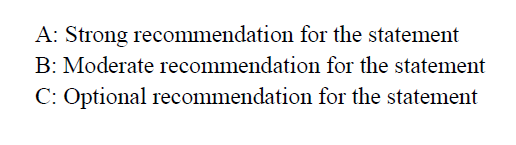 A: Strong recommendation for the statement
B: Moderate recommendation for the statement
C: Optional recommendation for the statement